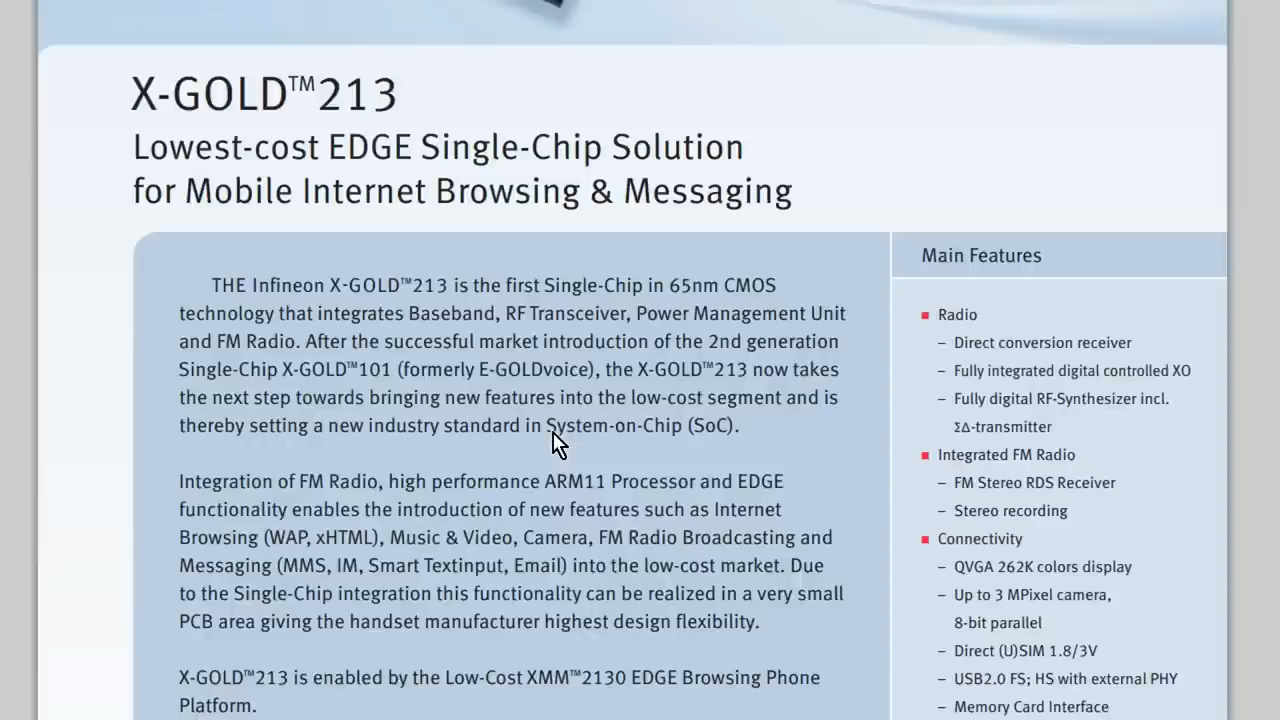 X-GOLD™213
Lowest-cost EDGE Single-Chip Solution
for Mobile Internet Browsing & Messaging
THE Infineon X-GOLD™213 is the first Single-Chip in 65nm CMOS
technology that integrates Baseband, RF Transceiver, Power Management Unit
and FM Radio. After the successful market introduction of the 2nd generation
Single-Chip X-GOLD™101 (formerly E-GOLDvoice), the X-GOLD™213 now takes
the next step towards bringing new features into the low-cost segment and is
thereby setting a new industry standard in System-on-Chip (SoC).
Integration of FM Radio, high performance ARM11 Processor and EDGE
functionality enables the introduction of new features such as Internet
Browsing (WAP, xHTML), Music & Video, Camera, FM Radio Broadcasting and
Messaging (MMS, IM, Smart Textinput, Email) into the low-cost market. Due
to the Single-Chip integration this functionality can be realized in a very small
PCB area giving the handset manufacturer highest design flexibility.
X-GOLD™213 is enabled by the Low-Cost XMM™2130 EDGE Browsing Phone
Platform.
Main Features
■ Radio
– Direct conversion receiver
– Fully integrated digital controlled XO
– Fully digital RF-Synthesizer incl.
ΣΔ-transmitter
■ Integrated FM Radio
– FM Stereo RDS Receiver
– Stereo recording
■ Connectivity
– QVGA 262K colors display
– Up to 3 MPixel camera,
8-bit parallel
– Direct (U)SIM 1.8/3V
– USB2.0 FS; HS with external PHY
– Memory Card Interface